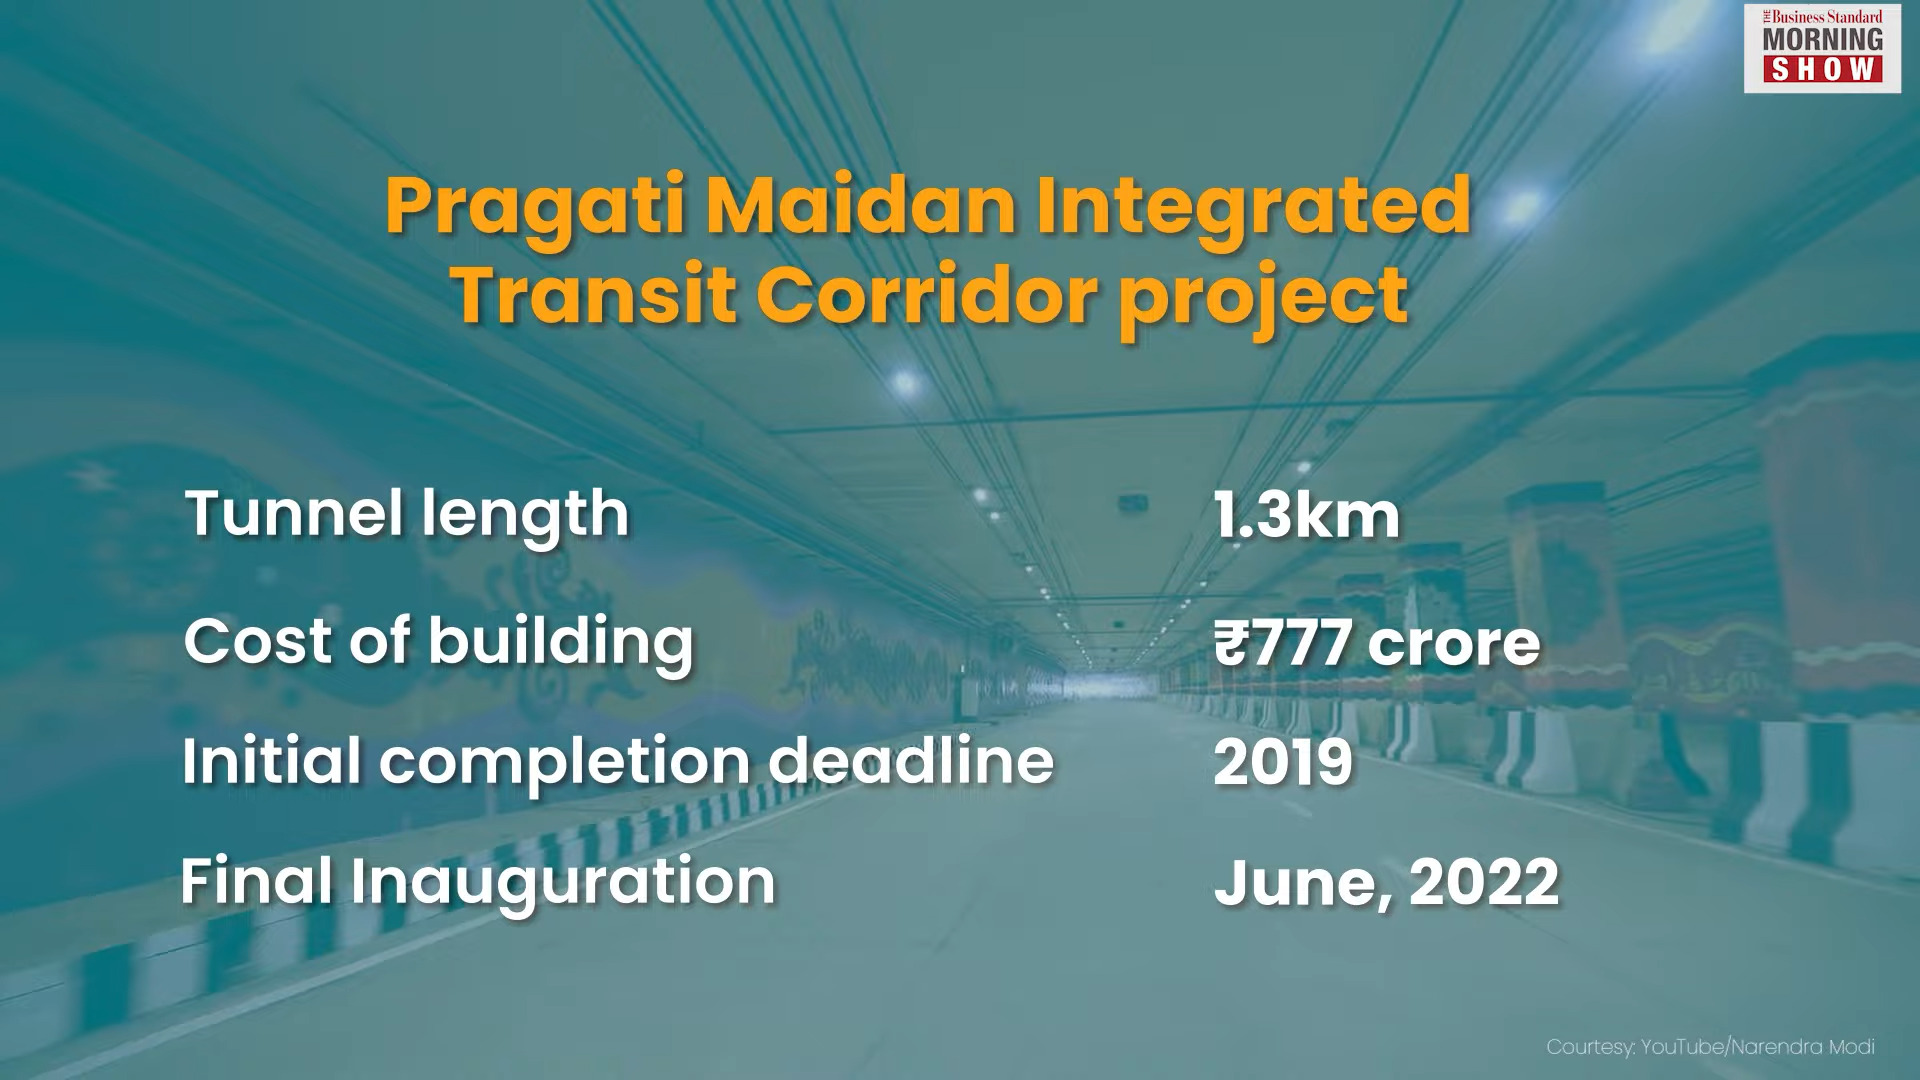 THE Business Standard
MORNING
SHOW
Pragati Maidan Integrated
Transit Corridor project
Tunnel length 1.3km
Cost of building ₹777 crore
Initial completion deadline 2019
Final Inauguration June, 2022
Courtesy: YouTube/Narendra Modi